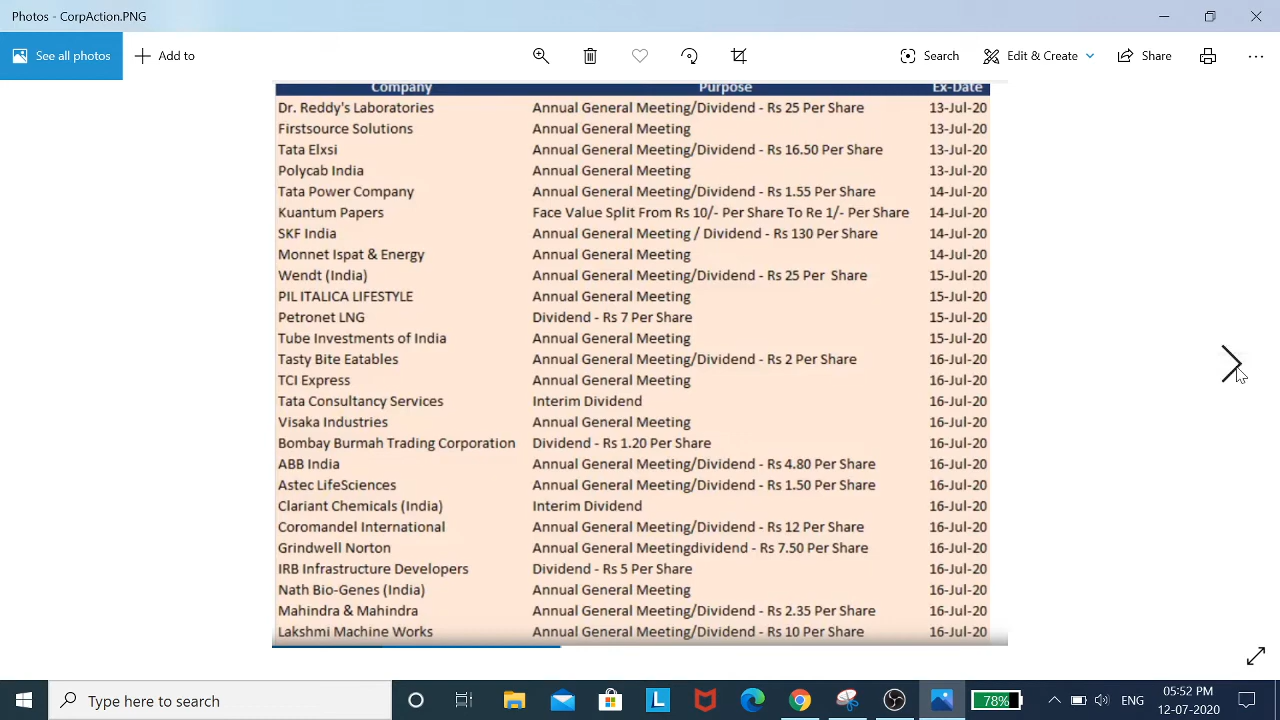 Photos - CorpAction.PNG
See all photos
Add to
Search
Edit & Create
Share
Company Purpose Ex-Date
Dr. Reddy's Laboratories Annual General Meeting/Dividend - Rs 25 Per Share 13-Jul-20
Firstsource Solutions Annual General Meeting 13-Jul-20
Tata Elxsi Annual General Meeting/Dividend - Rs 16.50 Per Share 13-Jul-20
Polycab India Annual General Meeting 13-Jul-20
Tata Power Company Annual General Meeting/Dividend - Rs 1.55 Per Share 14-Jul-20
Kuantum Papers Face Value Split From Rs 10/- Per Share To Re 1/- Per Share 14-Jul-20
SKF India Annual General Meeting / Dividend - Rs 130 Per Share 14-Jul-20
Monnet Ispat & Energy Annual General Meeting 14-Jul-20
Wendt (India) Annual General Meeting/Dividend - Rs 25 Per Share 15-Jul-20
PIL ITALICA LIFESTYLE Annual General Meeting 15-Jul-20
Petronet LNG Dividend - Rs 7 Per Share 15-Jul-20
Tube Investments of India Annual General Meeting 15-Jul-20
Tasty Bite Eatables Annual General Meeting/Dividend - Rs 2 Per Share 16-Jul-20
TCI Express Annual General Meeting 16-Jul-20
Tata Consultancy Services Interim Dividend 16-Jul-20
Visaka Industries Annual General Meeting 16-Jul-20
Bombay Burmah Trading Corporation Dividend - Rs 1.20 Per Share 16-Jul-20
ABB India Annual General Meeting/Dividend - Rs 4.80 Per Share 16-Jul-20
Astec LifeSciences Annual General Meeting/Dividend - Rs 1.50 Per Share 16-Jul-20
Clariant Chemicals (India) Interim Dividend 16-Jul-20
Coromandel International Annual General Meeting/Dividend - Rs 12 Per Share 16-Jul-20
Grindwell Norton Annual General Meetingdividend - Rs 7.50 Per Share 16-Jul-20
IRB Infrastructure Developers Dividend - Rs 5 Per Share 16-Jul-20
Nath Bio-Genes (India) Annual General Meeting 16-Jul-20
Mahindra & Mahindra Annual General Meeting/Dividend - Rs 2.35 Per Share 16-Jul-20
Lakshmi Machine Works Annual General Meeting/Dividend - Rs 10 Per Share 16-Jul-20
Type here to search
L
78%
ENG
05:52 PM
12-07-2020